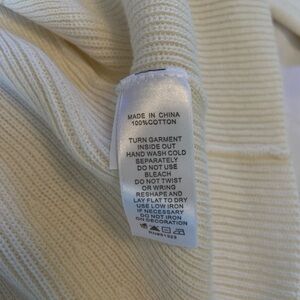 MADE IN CHINA
100%COTTON
TURN GARMENT
INSIDE OUT
HAND WASH COLD
SEPARATELY
DO NOT USE
BLEACH
DO NOT TWIST
OR WRING
RESHAPE AND
LAY FLAT TO DRY
USE LOW IRON
IF NECESSARY
DO NOT IRON
ON DECORATION